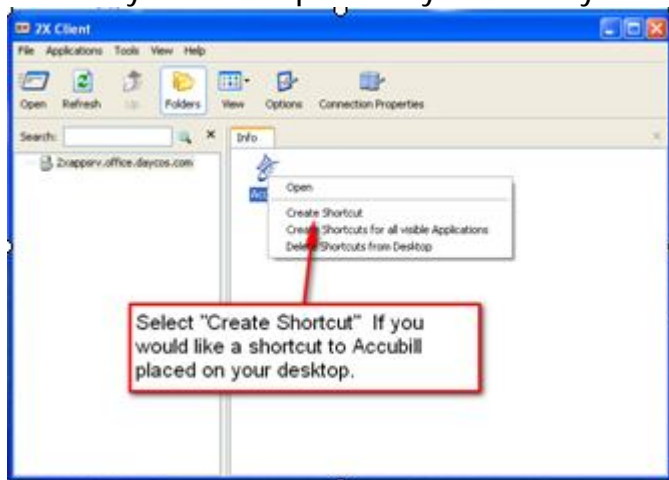 2X Client
File Applications Tools View Help
Open Refresh Up Folders View Options Connection Properties
Search:
Info
2xappsrv.office.daycos.com
Acc
Open
Create Shortcut
Create Shortcuts for all visible Applications
Delete Shortcuts from Desktop
Select "Create Shortcut" If you
would like a shortcut to Accubill
placed on your desktop.